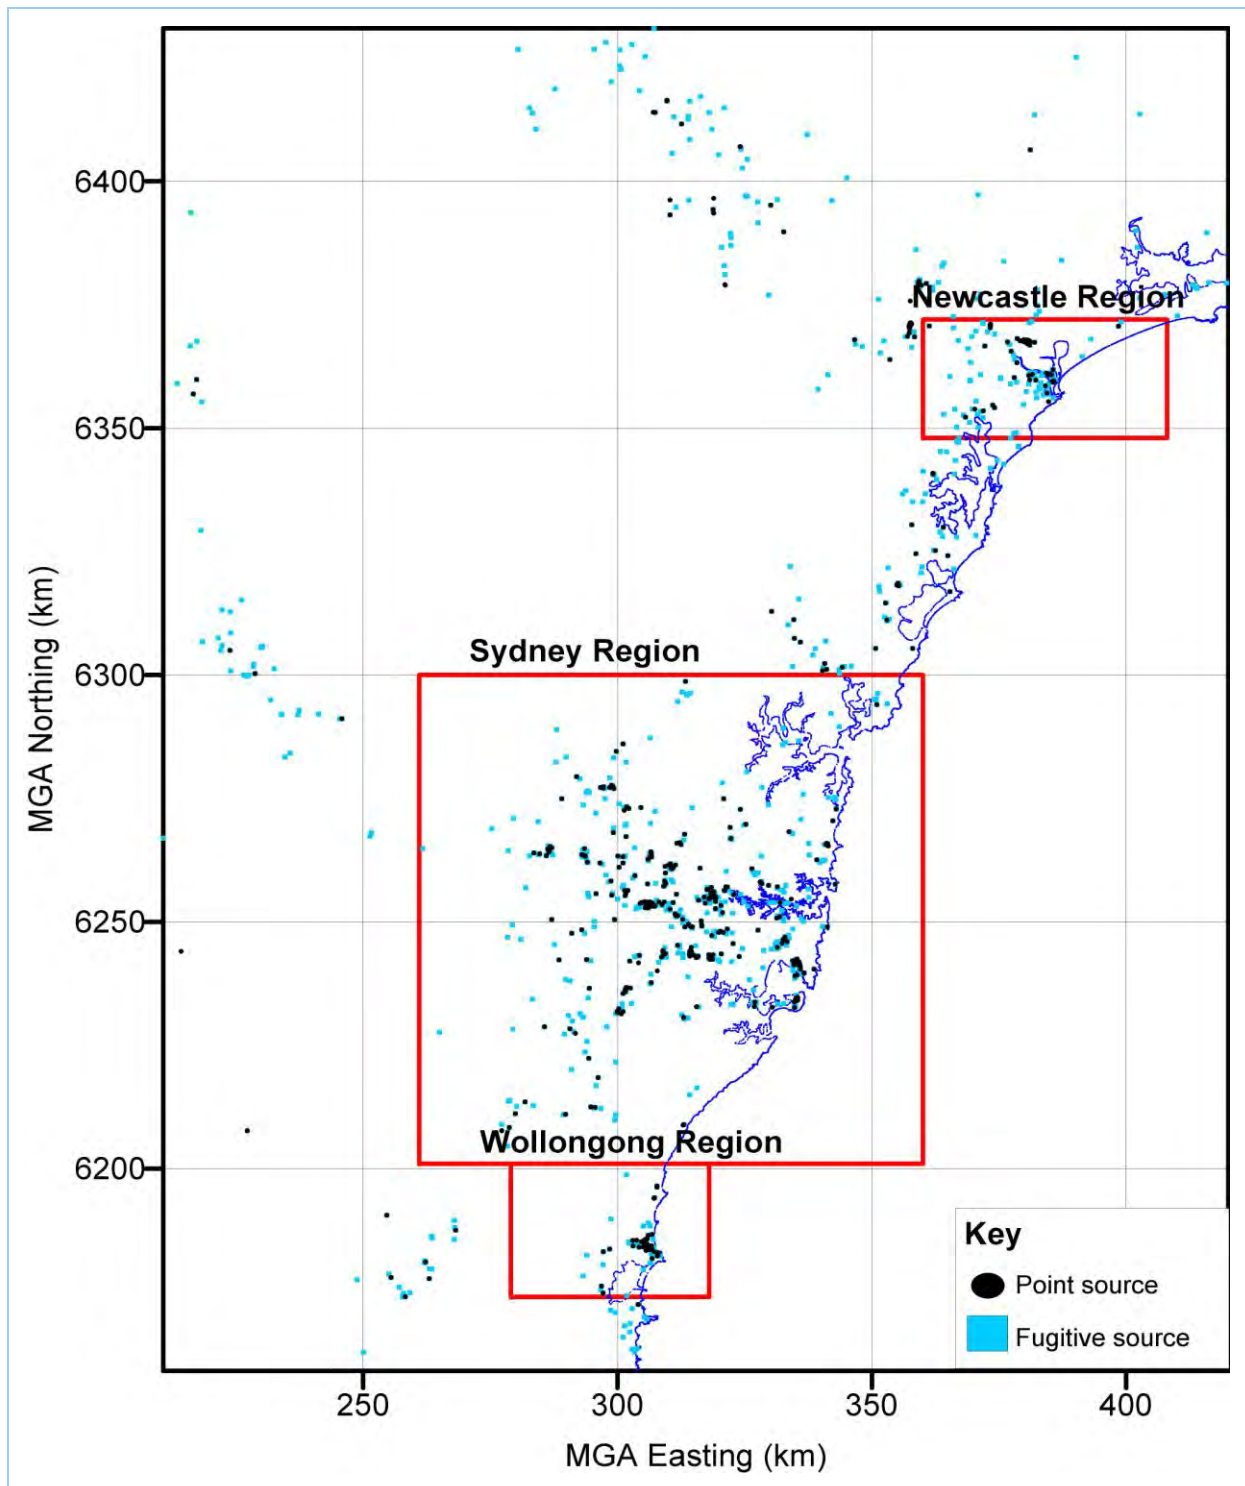 6400
Newcastle Region
6350
Sydney Region
6300
MGA Northing (km)
6250
Wollongong Region
6200
Key
Point source
Fugitive source
250
300
350
400
MGA Easting (km)